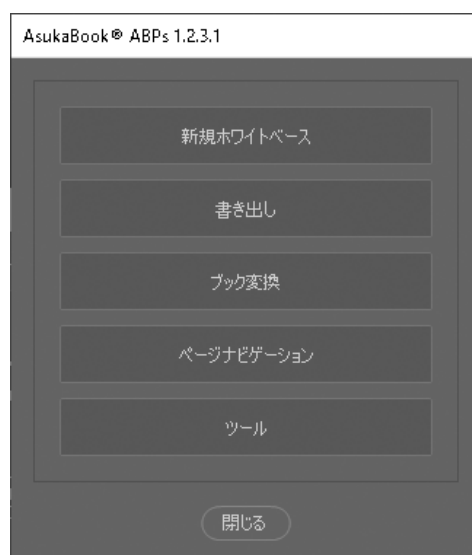 AsukaBook® ABPs 1.2.3.1
新規ホワイトベース
書き出し
ブック変換
ページナビゲーション
ツール
閉じる